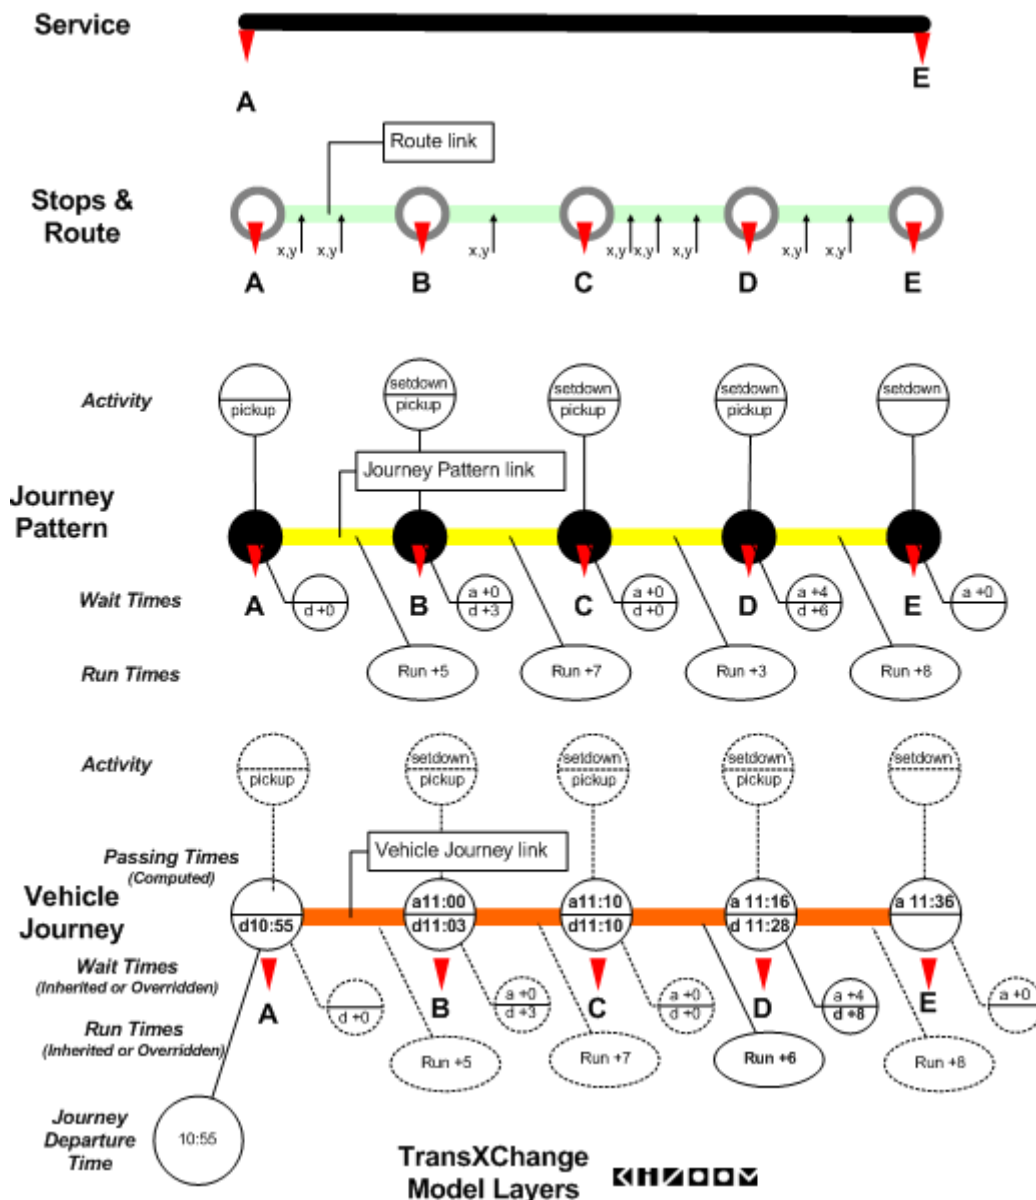 Service
A
E
Route link
Stops &
Route
x,y
x,y
x,y
x,y
x,y
x,y
x,y
x,y
A
B
C
D
E
Activity
pickup
setdown
pickup
setdown
pickup
setdown
pickup
setdown
Journey Pattern link
Journey
Pattern
Wait Times
A
d +0
B
a +0
d +3
C
a +0
d +0
D
a +4
d +6
E
a +0
Run Times
Run +5
Run +7
Run +3
Run +8
Activity
pickup
setdown
pickup
setdown
pickup
setdown
pickup
setdown
Vehicle Journey link
Passing Times
(Computed)
Vehicle
Journey
d10:55
a11:00
d11:03
a11:10
d11:10
a 11:16
d 11:28
a 11:36
Wait Times
(Inherited or Overridden)
A
d +0
B
a +0
d +3
C
a +0
d +0
D
a +4
d +8
E
a +0
Run Times
(Inherited or Overridden)
Run +5
Run +7
Run +6
Run +8
Journey
Departure
Time
10:55
TransXChange
Model Layers
KIZOOM